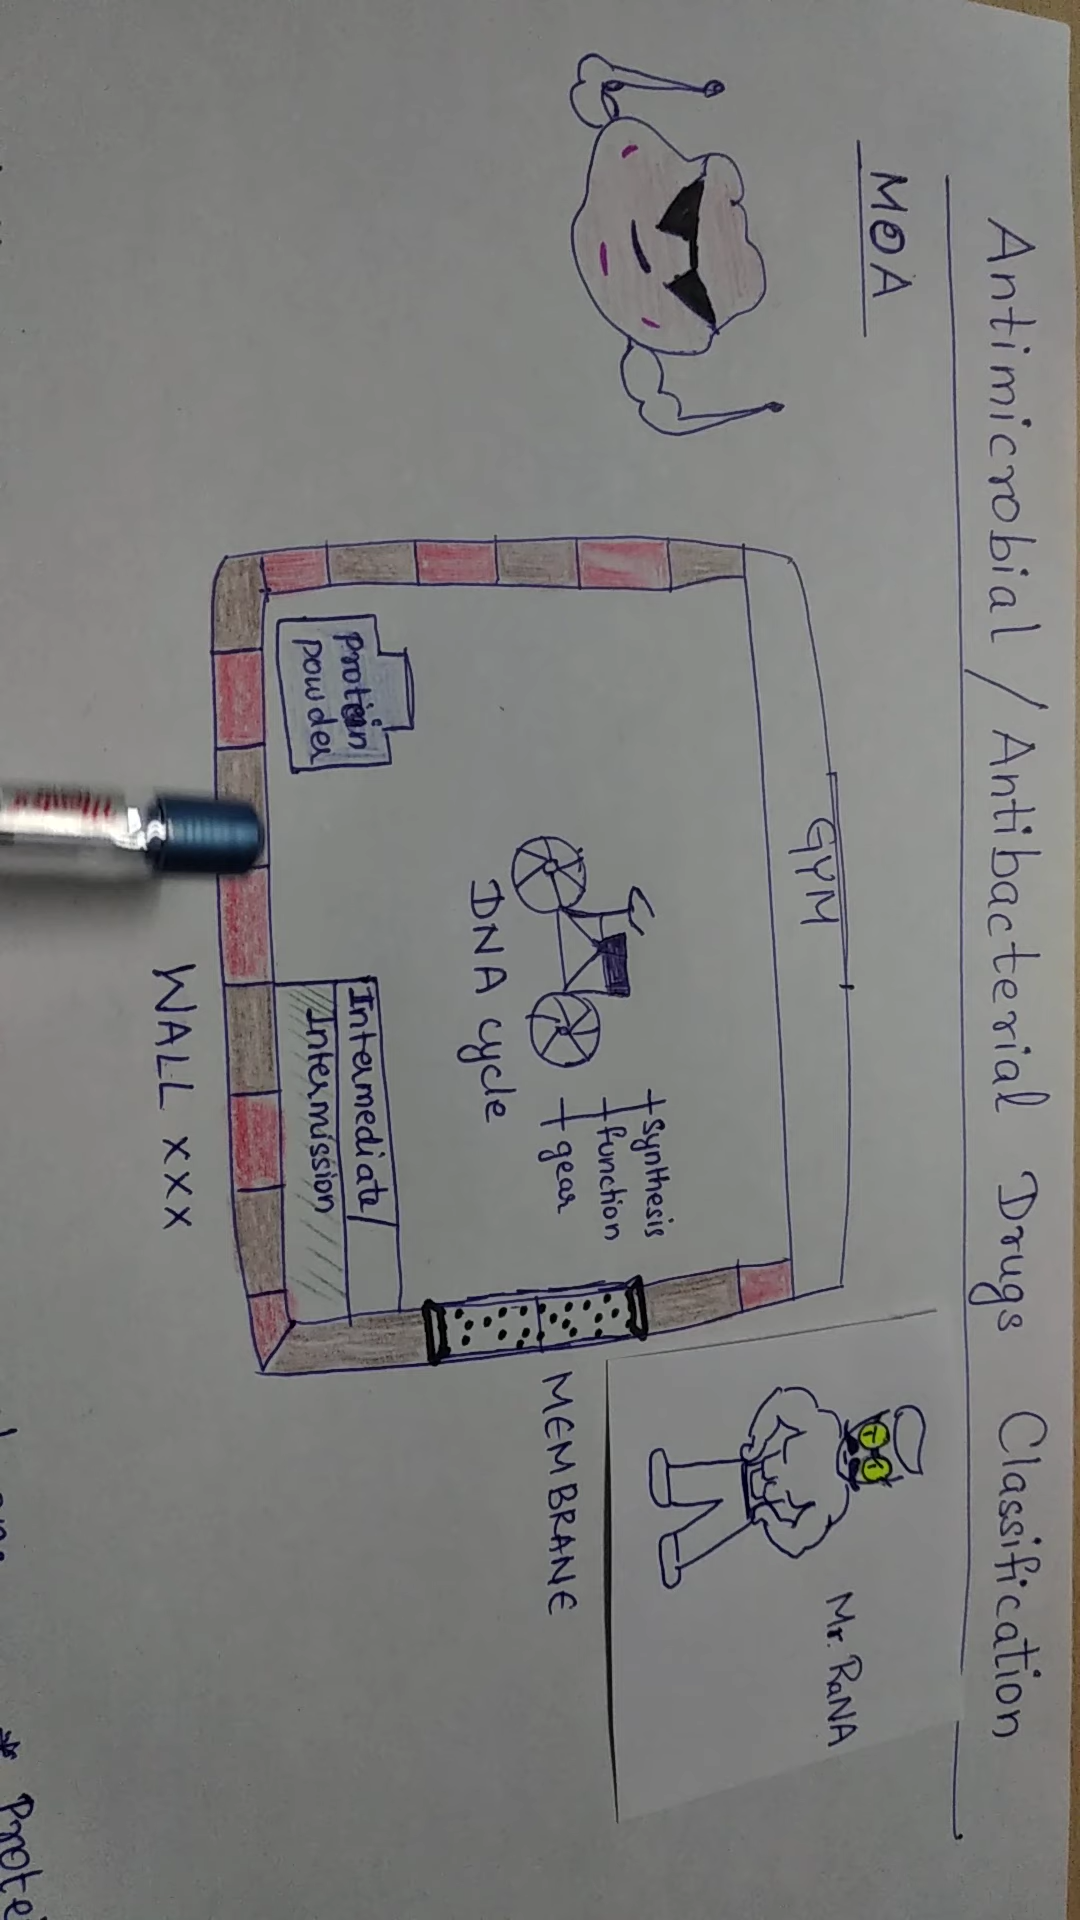 Antimicrobial / Antibacterial Drugs Classification
MOA
GYM
Mr. RaNA
synthesis
function
gear
DNA cycle
MEMBRANE
Protein
powder
Intermediate/
Intermission
WALL XXX
* Protei